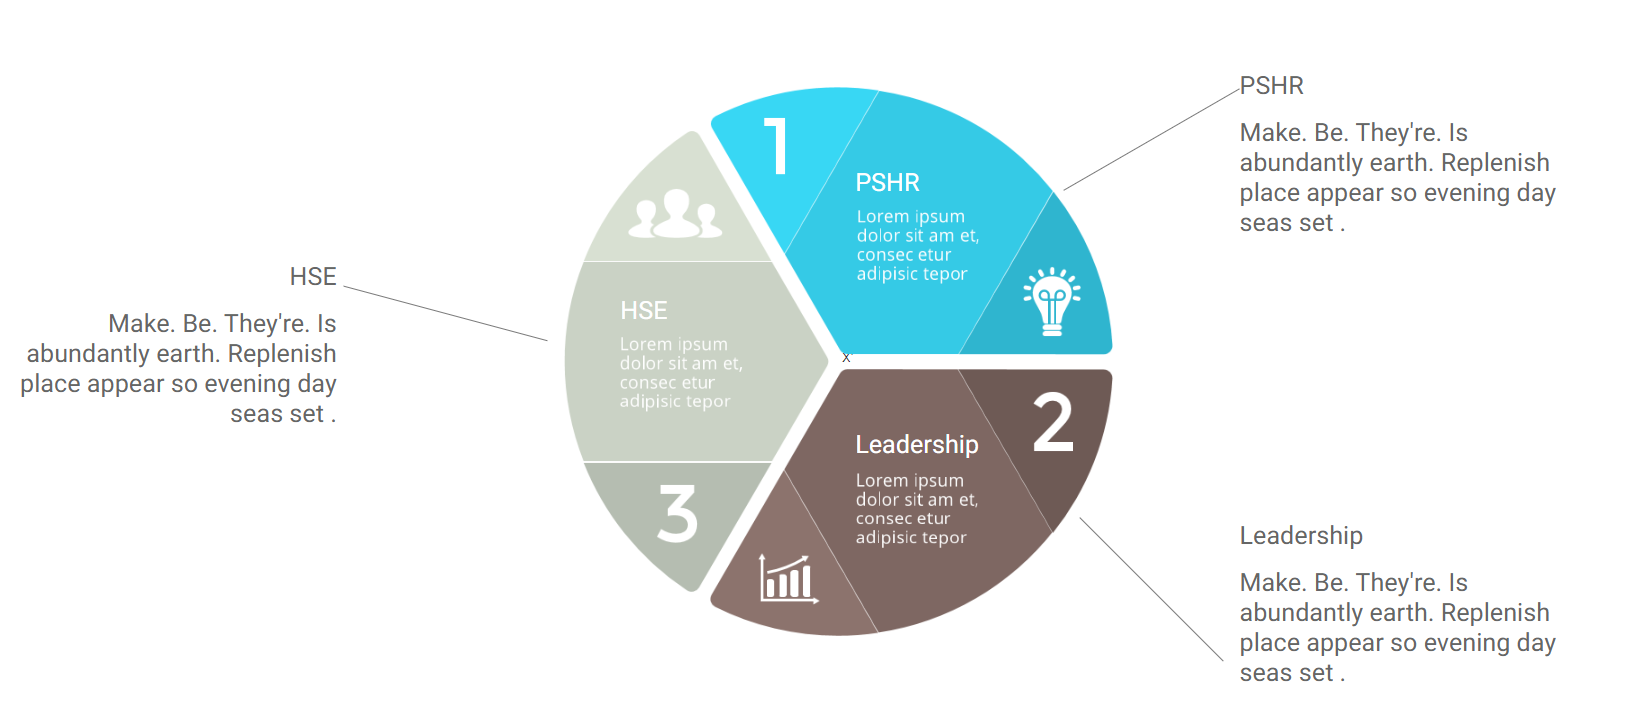 PSHR
Make. Be. They're. Is
abundantly earth. Replenish
place appear so evening day
seas set .
1
PSHR
Lorem ipsum
dolor sit am et,
consec etur
adipisic tepor
HSE
Make. Be. They're. Is
abundantly earth. Replenish
place appear so evening day
seas set .
HSE
Lorem ipsum
dolor sit am et,
consec etur
adipisic tepor
3
X
2
Leadership
Lorem ipsum
dolor sit am et,
consec etur
adipisic tepor
Leadership
Make. Be. They're. Is
abundantly earth. Replenish
place appear so evening day
seas set .